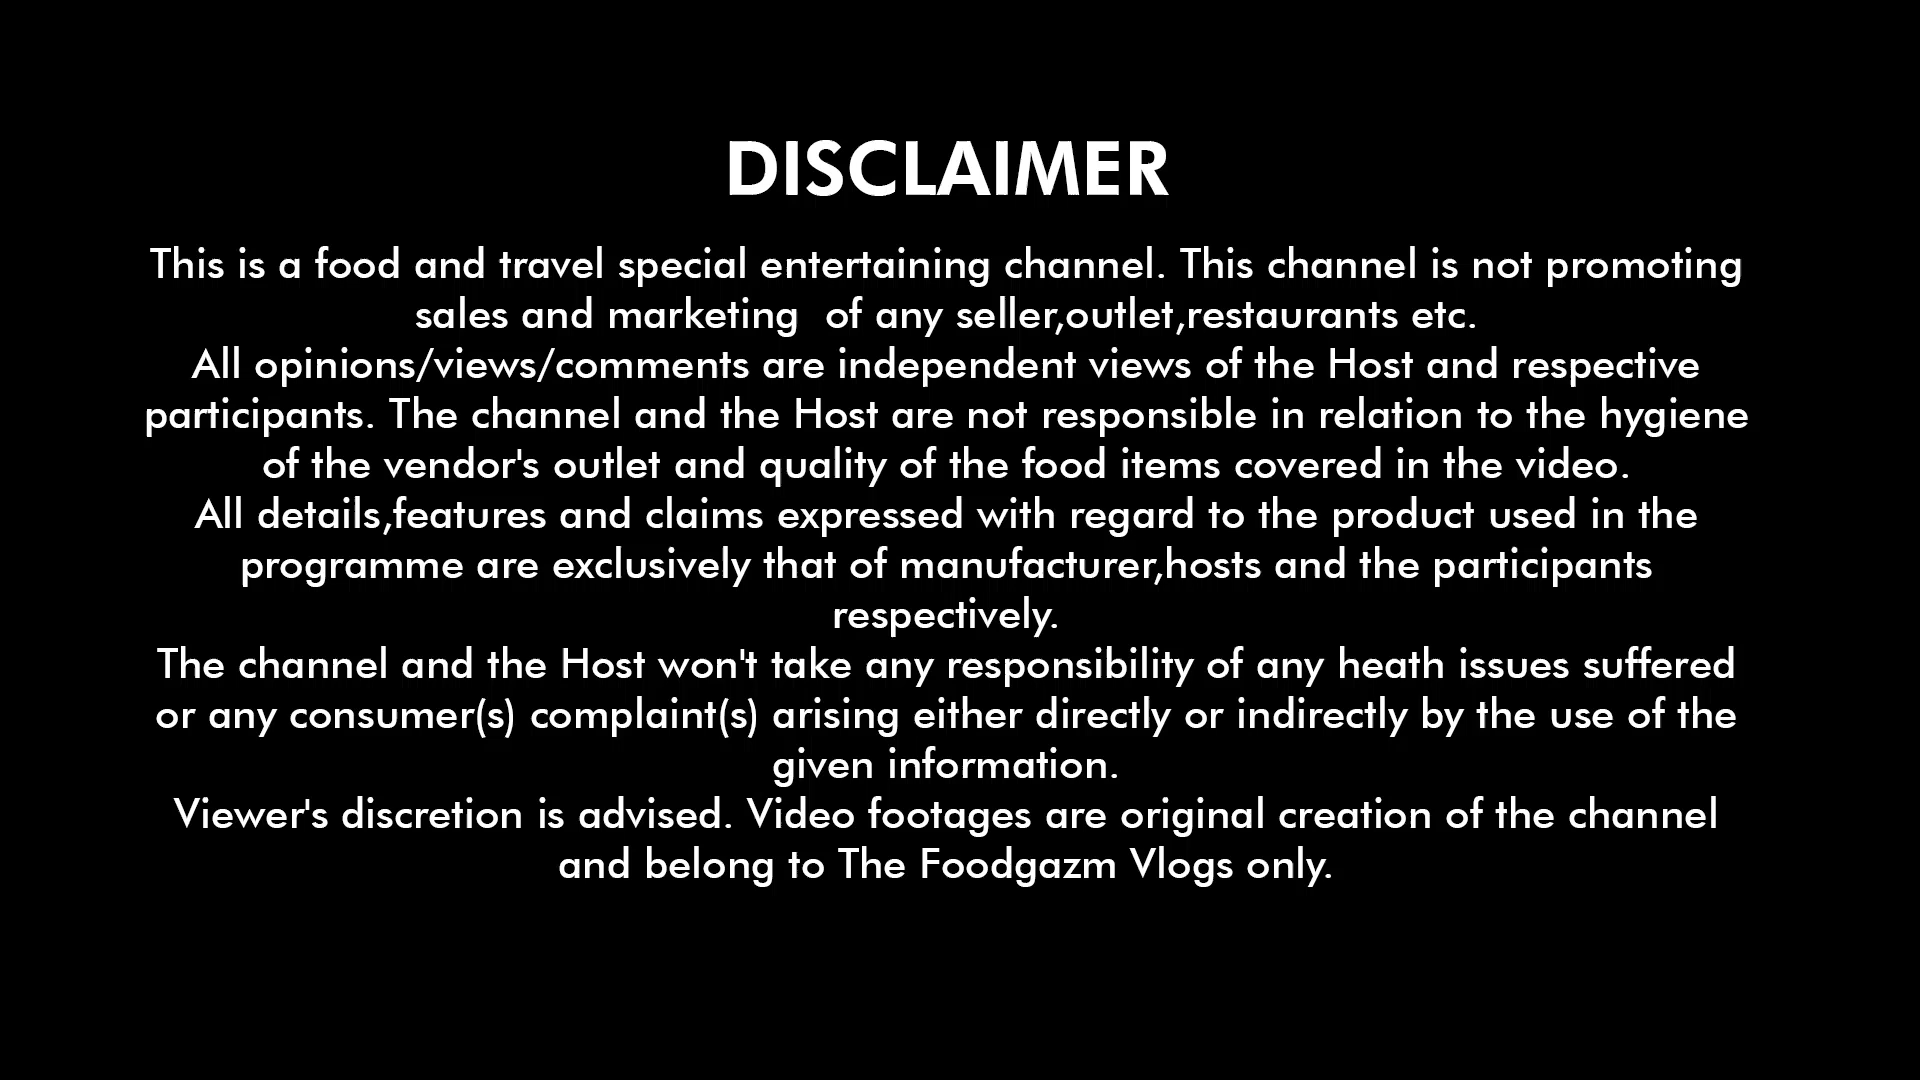 DISCLAIMER
This is a food and travel special entertaining channel. This channel is not promoting
sales and marketing  of any seller,outlet,restaurants etc.
All opinions/views/comments are independent views of the Host and respective
participants. The channel and the Host are not responsible in relation to the hygiene
of the vendor's outlet and quality of the food items covered in the video.
All details,features and claims expressed with regard to the product used in the
programme are exclusively that of manufacturer,hosts and the participants
respectively.
The channel and the Host won't take any responsibility of any heath issues suffered
or any consumer(s) complaint(s) arising either directly or indirectly by the use of the
given information.
Viewer's discretion is advised. Video footages are original creation of the channel
and belong to The Foodgazm Vlogs only.